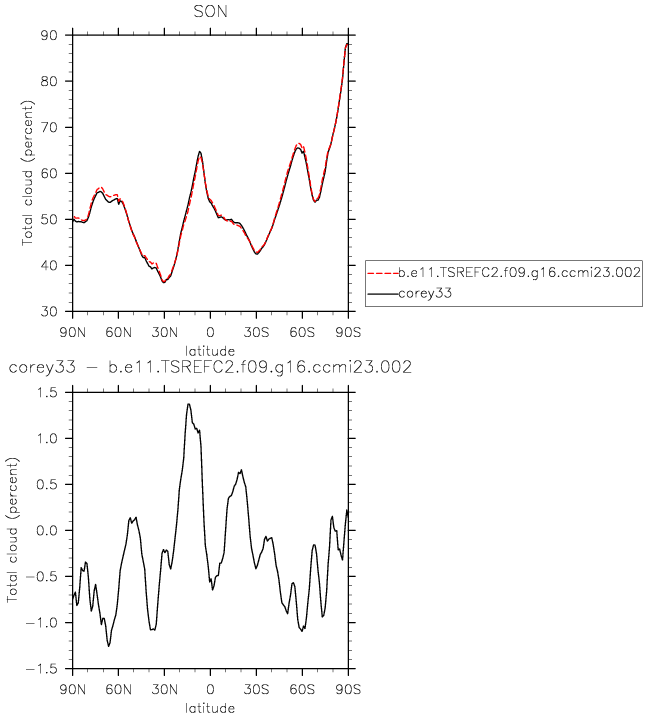 SON
90
80
70
60
50
40
30
Total cloud (percent)
90N 60N 30N 0 30S 60S 90S
latitude
b.e11.TSREFC2.f09.g16.ccmi23.002
corey33
corey33 − b.e11.TSREFC2.f09.g16.ccmi23.002
1.5
1.0
0.5
0.0
−0.5
−1.0
−1.5
Total cloud (percent)
90N 60N 30N 0 30S 60S 90S
latitude